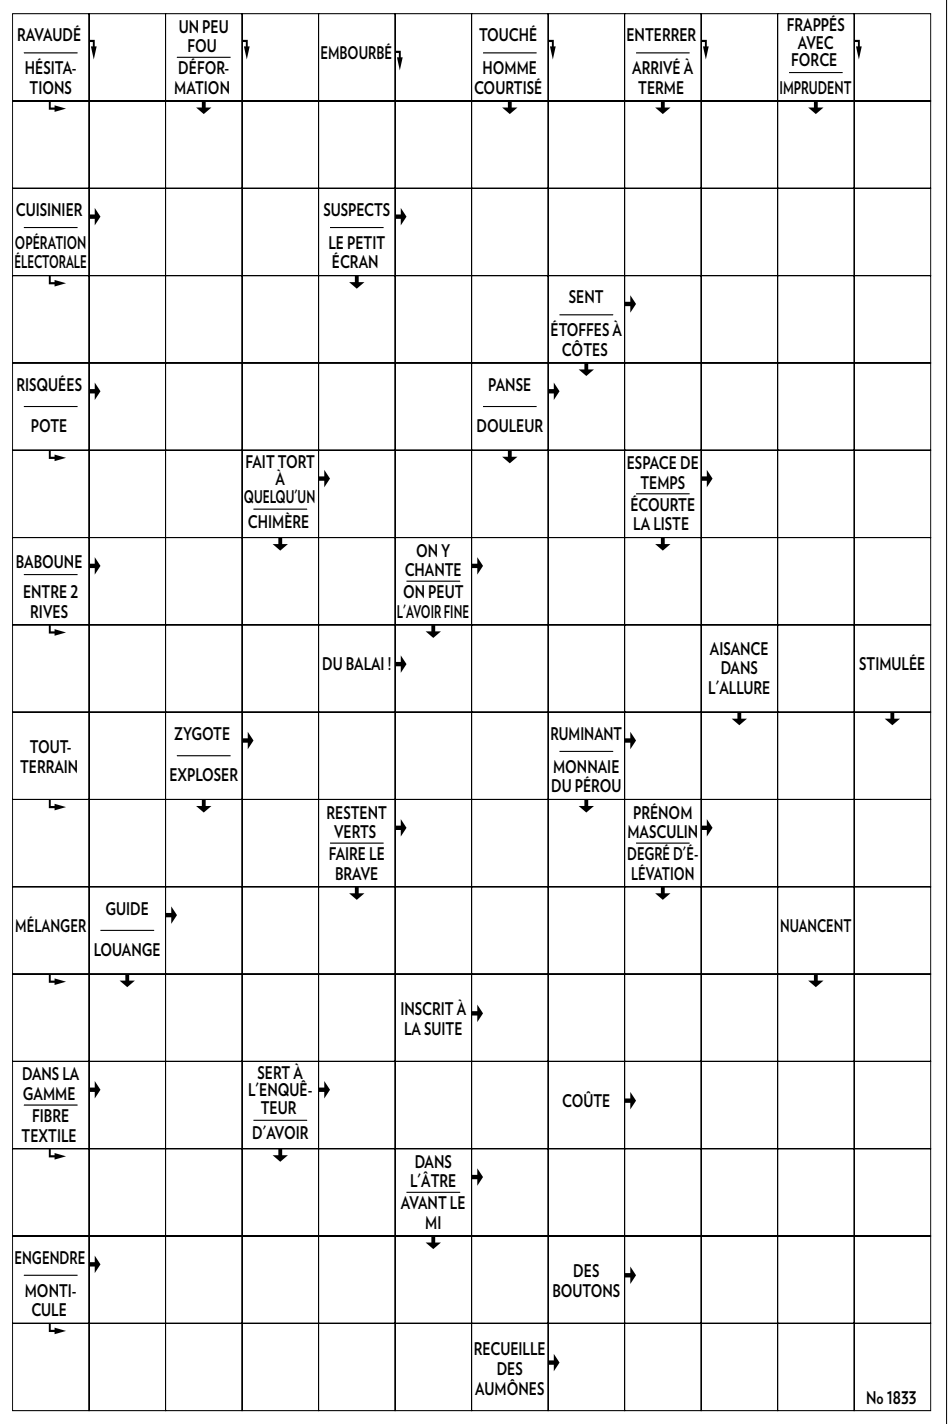 RAVAUDÉ
HÉSITA-
TIONS
UN PEU
FOU
DÉFOR-
MATION
EMBOURBÉ
TOUCHÉ
HOMME
COURTISÉ
ENTERRER
ARRIVÉ À
TERME
FRAPPÉS
AVEC
FORCE
IMPRUDENT
CUISINIER
OPÉRATION
ÉLECTORALE
SUSPECTS
LE PETIT
ÉCRAN
SENT
ÉTOFFES À
CÔTES
RISQUÉES
POTE
PANSE
DOULEUR
FAIT TORT
À
QUELQU'UN
CHIMÈRE
ESPACE DE
TEMPS
ÉCOURTE
LA LISTE
BABOUNE
ENTRE 2
RIVES
ON Y
CHANTE
ON PEUT
L'AVOIR FINE
DU BALAI !
AISANCE
DANS
L'ALLURE
STIMULÉE
TOUT-
TERRAIN
ZYGOTE
EXPLOSER
RUMINANT
MONNAIE
DU PÉROU
RESTENT
VERTS
FAIRE LE
BRAVE
PRÉNOM
MASCULIN
DEGRÉ D'É-
LÉVATION
MÉLANGER
GUIDE
LOUANGE
NUANCENT
INSCRIT À
LA SUITE
DANS LA
GAMME
FIBRE
TEXTILE
SERT À
L'ENQUÊ-
TEUR
D'AVOIR
COÛTE
DANS
L'ÂTRE
AVANT LE
MI
ENGENDRE
MONTI-
CULE
DES
BOUTONS
RECUEILLE
DES
AUMÔNES
No 1833